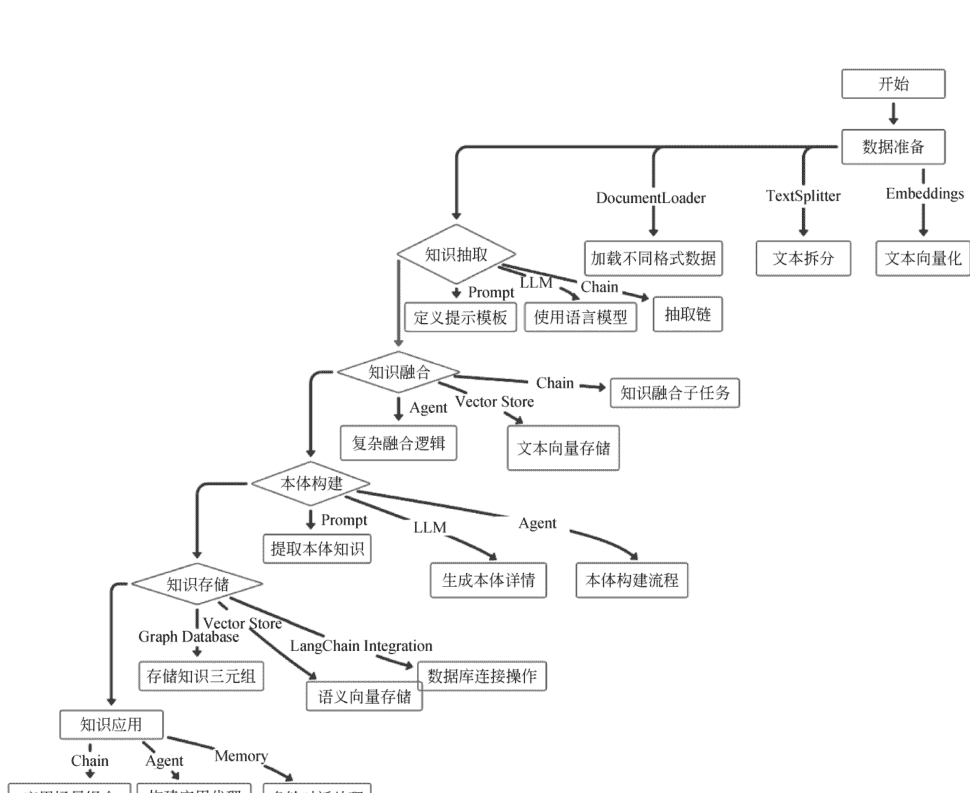 开始
数据准备
DocumentLoader
TextSplitter
Embeddings
知识抽取
加载不同格式数据
文本拆分
文本向量化
Prompt
LLM
Chain
定义提示模板
使用语言模型
抽取链
知识融合
Chain
知识融合子任务
Agent
Vector Store
复杂融合逻辑
文本向量存储
本体构建
Prompt
LLM
Agent
提取本体知识
生成本体详情
本体构建流程
知识存储
Vector Store
Graph Database
LangChain Integration
存储知识三元组
语义向量存储
数据库连接操作
知识应用
Chain
Agent
Memory